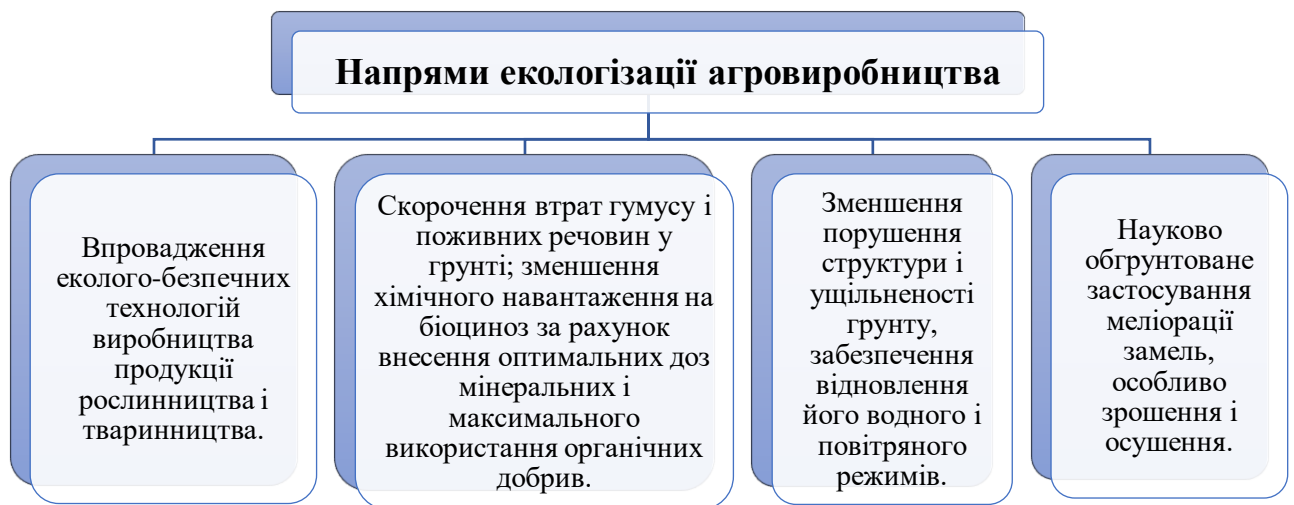 Напрями екологізації агровиробництва
Впровадження
еколого-безпечних
технологій
виробництва
продукції
рослинництва і
тваринництва.
Скорочення втрат гумусу і
поживних речовин у
грунті; зменшення
хімічного навантаження на
біоциноз за рахунок
внесення оптимальних доз
мінеральних і
максимального
використання органічних
добрив.
Зменшення
порушення
структури і
ущільненості
грунту,
забезпечення
відновлення
його водного і
повітряного
режимів.
Науково
обгрунтоване
застосування
меліорації
замель,
особливо
зрошення і
осушення.